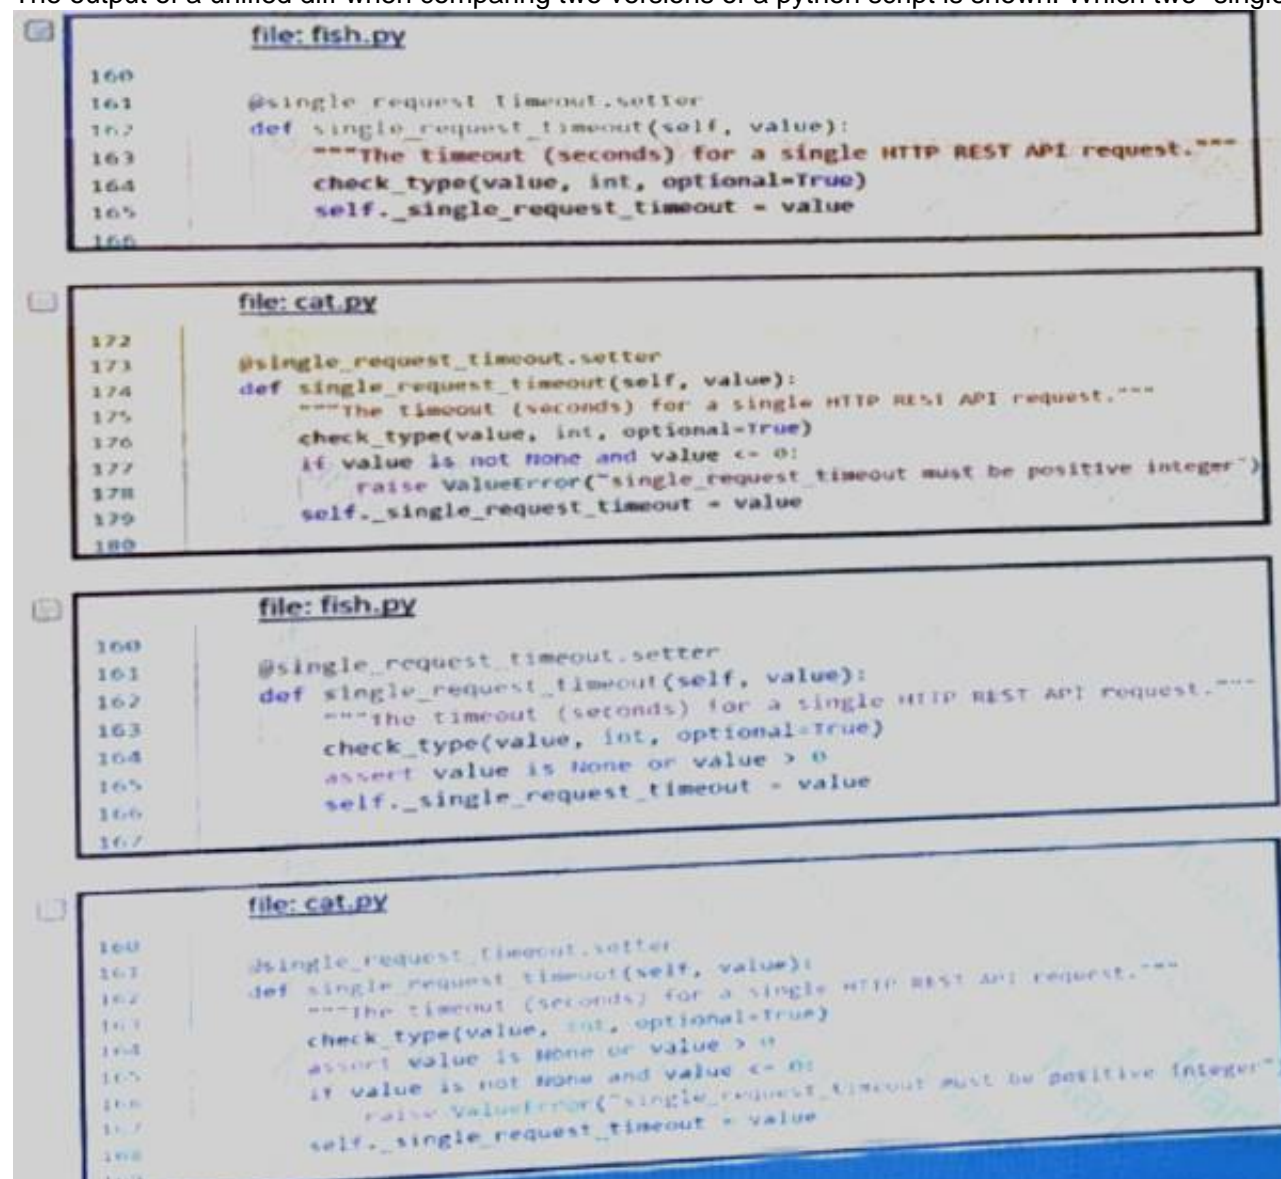 The output of a unified diff when comparing two versions of a python script is shown. Which two "single
file: fish.py
160
161 @single_request_timeout.setter
162 def single_request_timeout(self, value):
163 """The timeout (seconds) for a single HTTP REST API request."""
164 check_type(value, int, optional=True)
165 self._single_request_timeout = value
166
file: cat.py
172
173 @single_request_timeout.setter
174 def single_request_timeout(self, value):
175 """The timeout (seconds) for a single HTTP REST API request."""
176 check_type(value, int, optional=True)
177 if value is not None and value <= 0:
178 raise ValueError("single_request_timeout must be positive integer")
179 self._single_request_timeout = value
180
file: fish.py
160
161 @single_request_timeout.setter
162 def single_request_timeout(self, value):
163 """The timeout (seconds) for a single HTTP REST API request."""
164 check_type(value, int, optional=True)
165 assert value is None or value > 0
166 self._single_request_timeout = value
167
file: cat.py
160
161 @single_request_timeout.setter
162 def single_request_timeout(self, value):
163 """The timeout (seconds) for a single HTTP REST API request."""
164 check_type(value, int, optional=True)
165 assert value is None or value > 0
166 if value is not None and value <= 0:
167 raise ValueError("single_request_timeout must be positive integer"
168 self._single_request_timeout = value